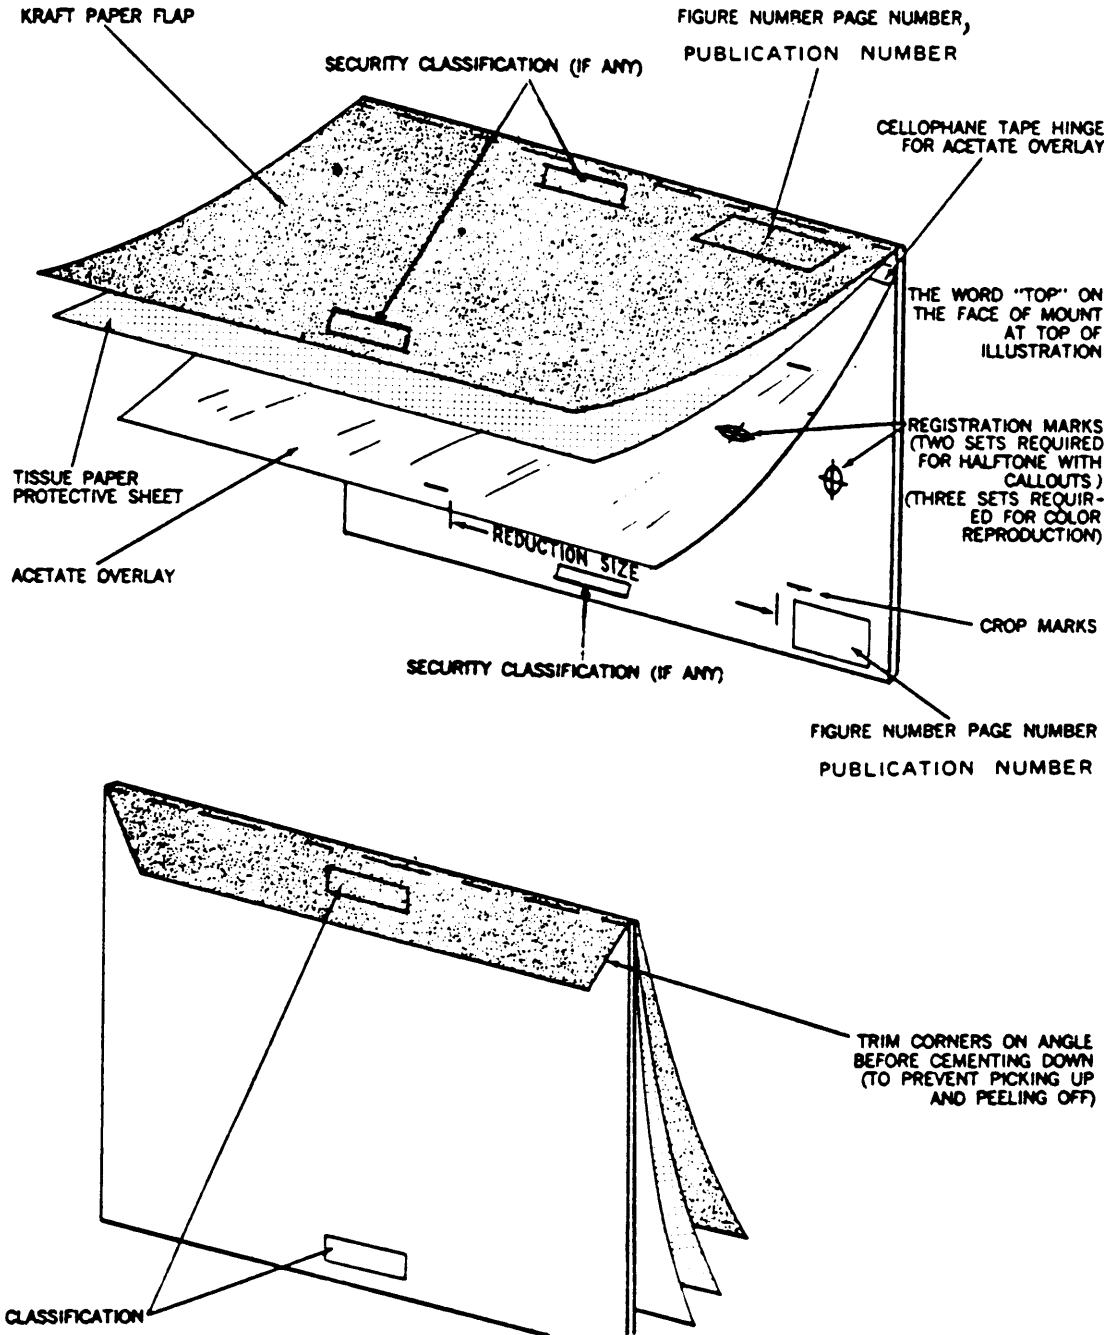 KRAFT PAPER FLAP
FIGURE NUMBER PAGE NUMBER,
PUBLICATION NUMBER
SECURITY CLASSIFICATION (IF ANY)
CELLOPHANE TAPE HINGE
FOR ACETATE OVERLAY
THE WORD "TOP" ON
THE FACE OF MOUNT
AT TOP OF
ILLUSTRATION
REGISTRATION MARKS
(TWO SETS REQUIRED
FOR HALFTONE WITH
CALLOUTS)
(THREE SETS REQUIR-
ED FOR COLOR
REPRODUCTION)
TISSUE PAPER
PROTECTIVE SHEET
REDUCTION SIZE
ACETATE OVERLAY
CROP MARKS
SECURITY CLASSIFICATION (IF ANY)
FIGURE NUMBER PAGE NUMBER
PUBLICATION NUMBER
TRIM CORNERS ON ANGLE
BEFORE CEMENTING DOWN
(TO PREVENT PICKING UP
AND PEELING OFF)
CLASSIFICATION